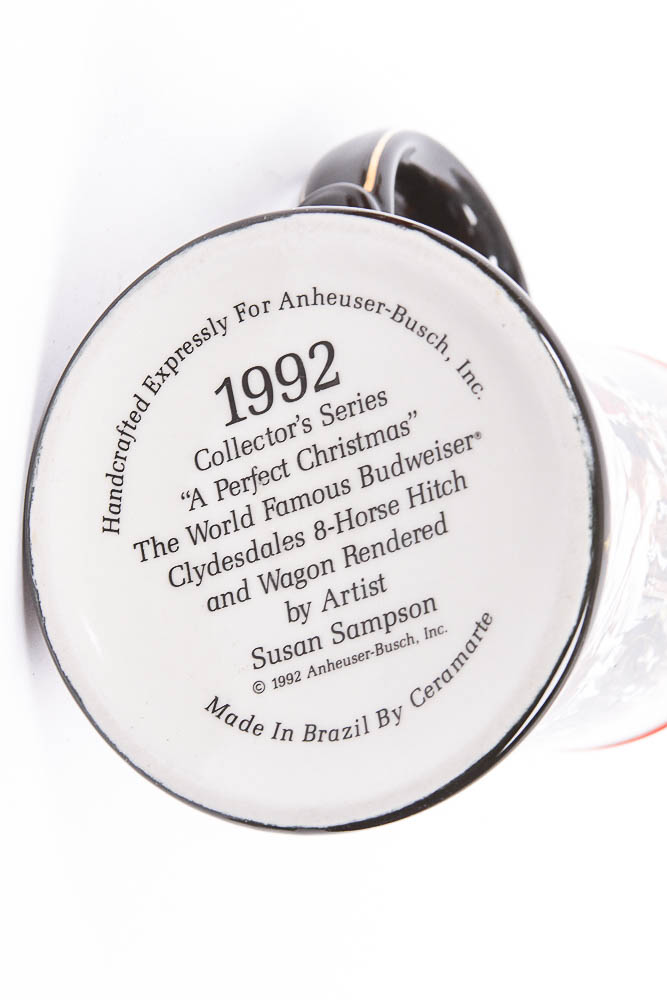 Handcrafted Expressly For Anheuser-Busch, Inc.
1992
Collector's Series
"A Perfect Christmas"
The World Famous Budweiser®
Clydesdales 8-Horse Hitch
and Wagon Rendered
by Artist
Susan Sampson
© 1992 Anheuser-Busch, Inc.
Made In Brazil By Ceramarte